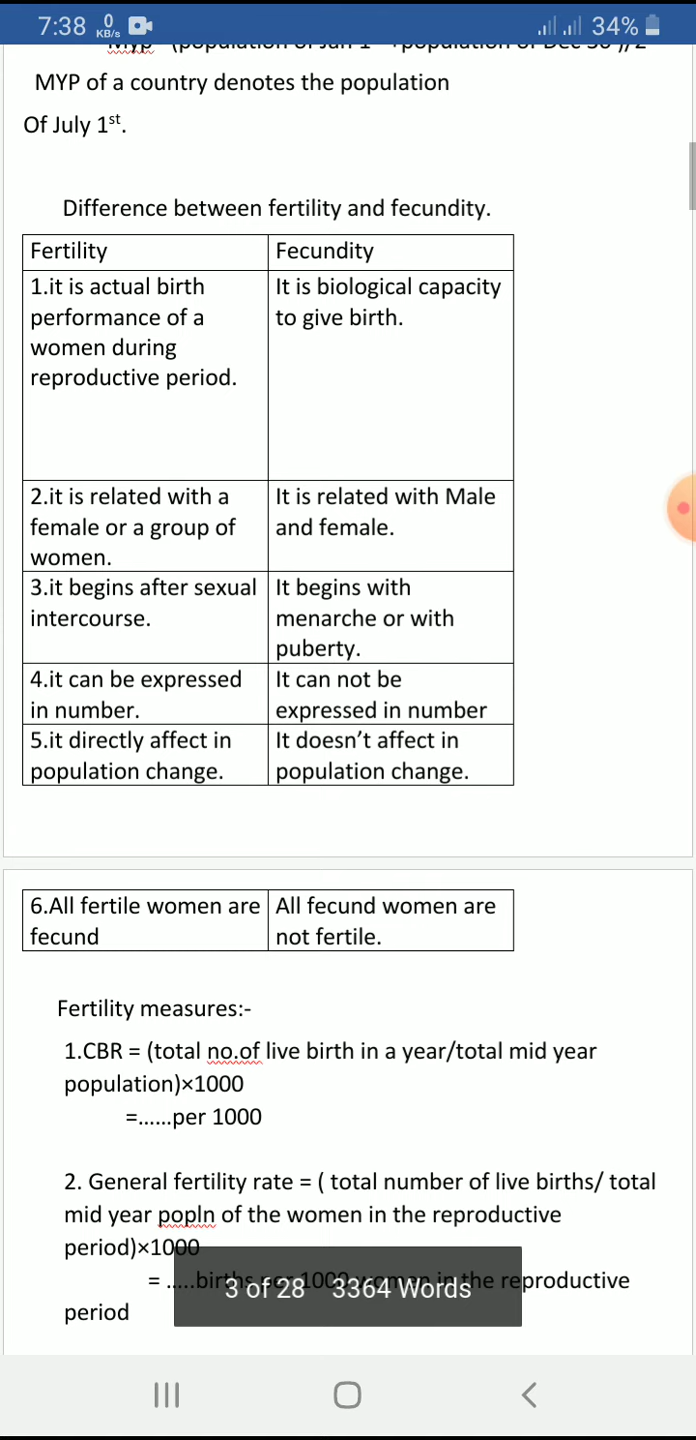 7:38 0 KB/s 34%
MYP of a country denotes the population
Of July 1st.
Difference between fertility and fecundity.
Fertility Fecundity
1.it is actual birth It is biological capacity
performance of a to give birth.
women during
reproductive period.
2.it is related with a It is related with Male
female or a group of and female.
women.
3.it begins after sexual It begins with
intercourse. menarche or with
puberty.
4.it can be expressed It can not be
in number. expressed in number
5.it directly affect in It doesn't affect in
population change. population change.
6.All fertile women are All fecund women are
fecund not fertile.
Fertility measures:-
1.CBR = (total no.of live birth in a year/total mid year
population)×1000
=......per 1000
2. General fertility rate = ( total number of live births/ total
mid year popln of the women in the reproductive
period)×1000
= .....births per 1000 women in the reproductive
3 of 28 3364 Words
period